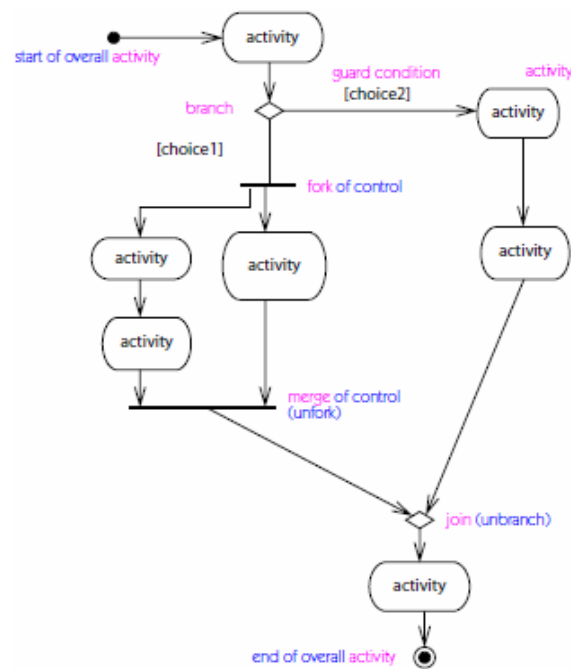 activity
start of overall activity
guard condition
activity
[choice2]
branch
activity
[choice1]
fork of control
activity
activity
activity
activity
merge of control
(unfork)
join (unbranch)
activity
end of overall activity